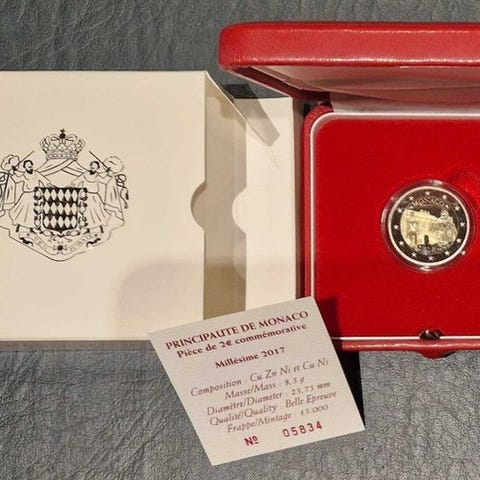 MONACO
PRINCIPAUTE DE MONACO
Pièce de 2€ commémorative
Millésime 2017
Composition : Cu Zn Ni et Cu Ni
Masse/Mass : 8,5 g
Diamètre/Diameter : 25,75 mm
Qualité/Quality : Belle Epreuve
Frappe/Mintage : 15.000
Nº 05834